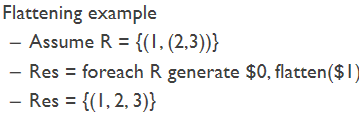 Flattening example
– Assume R = {(1, (2,3))}
– Res = foreach R generate $0, flatten($1)
– Res = {(1, 2, 3)}